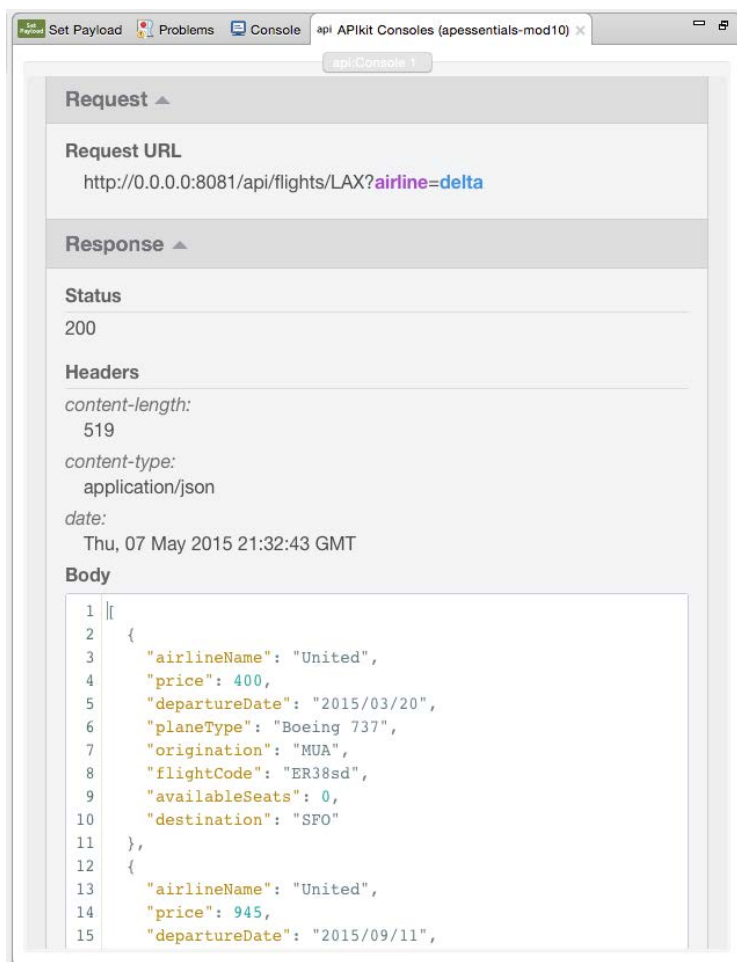 Set Payload Set Payload Problems Console api APIkit Consoles (apessentials-mod10)
api:Console 1
Request
Request URL
http://0.0.0.0:8081/api/flights/LAX?airline=delta
Response
Status
200
Headers
content-length:
519
content-type:
application/json
date:
Thu, 07 May 2015 21:32:43 GMT
Body
1 [
2 {
3 "airlineName": "United",
4 "price": 400,
5 "departureDate": "2015/03/20",
6 "planeType": "Boeing 737",
7 "origination": "MUA",
8 "flightCode": "ER38sd",
9 "availableSeats": 0,
10 "destination": "SFO"
11 },
12 {
13 "airlineName": "United",
14 "price": 945,
15 "departureDate": "2015/09/11",